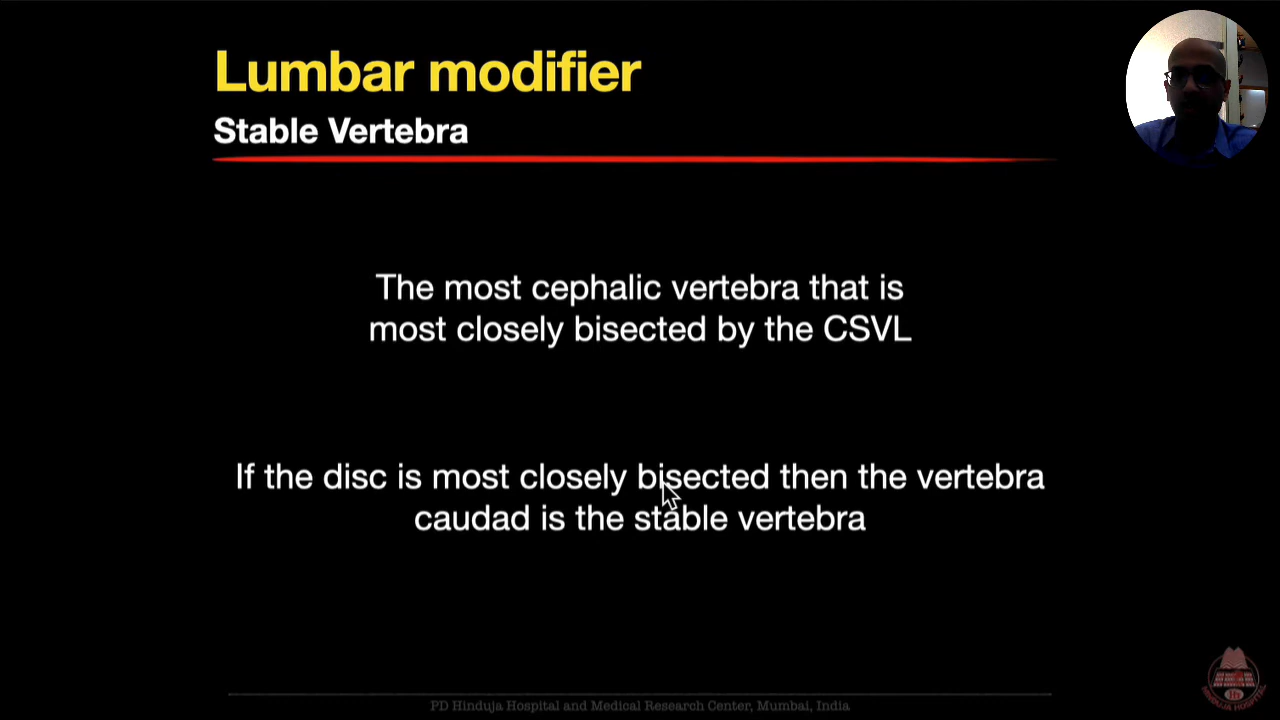 Lumbar modifier
Stable Vertebra
The most cephalic vertebra that is
most closely bisected by the CSVL
If the disc is most closely bisected then the vertebra
caudad is the stable vertebra
PD Hinduja Hospital and Medical Research Center, Mumbai, India
HINDUJA HOSPITAL